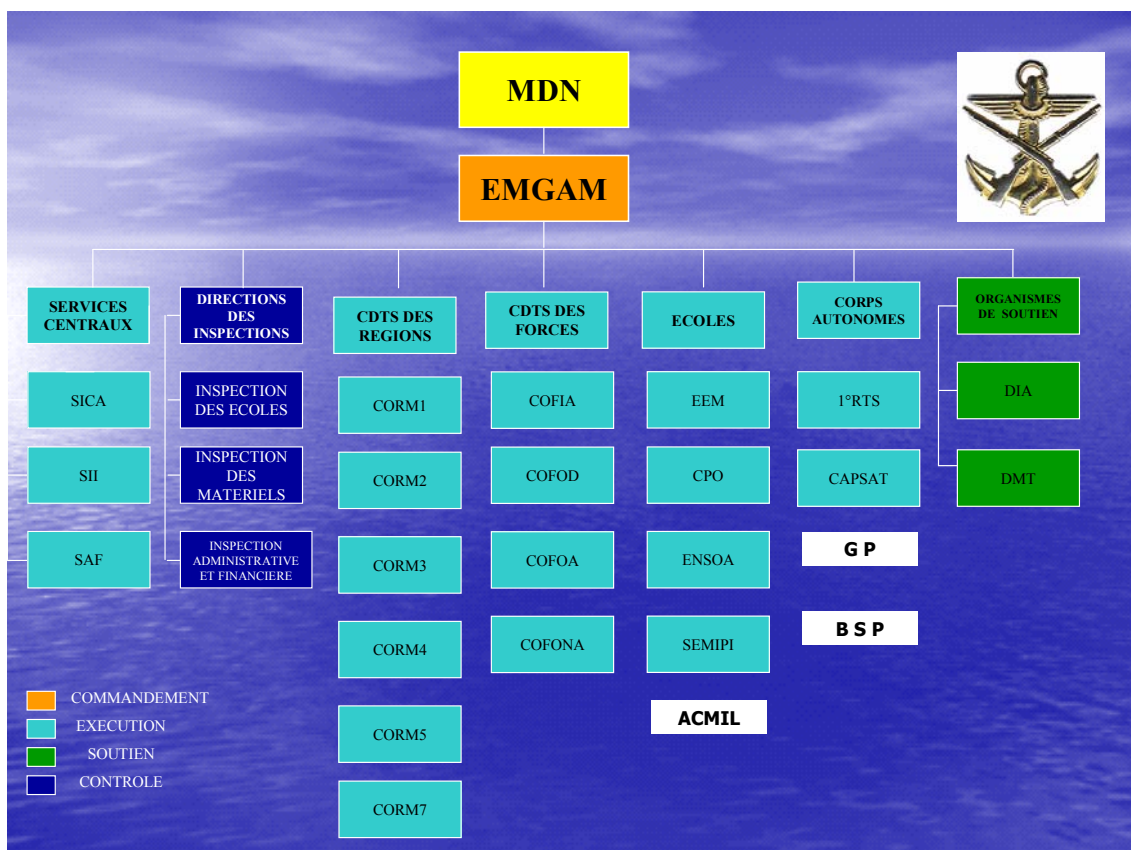 MDN
EMGAM
SERVICES
CENTRAUX
SICA
SII
SAF
DIRECTIONS
DES
INSPECTIONS
INSPECTION
DES ECOLES
INSPECTION
DES
MATERIELS
INSPECTION
ADMINISTRATIVE
ET FINANCIERE
CDTS DES
REGIONS
CORM1
CORM2
CORM3
CORM4
CORM5
CORM7
CDTS DES
FORCES
COFIA
COFOD
COFOA
COFONA
ECOLES
EEM
CPO
ENSOA
SEMIPI
ACMIL
CORPS
AUTONOMES
1°RTS
CAPSAT
G P
B S P
ORGANISMES
DE SOUTIEN
DIA
DMT
COMMANDEMENT
EXECUTION
SOUTIEN
CONTROLE